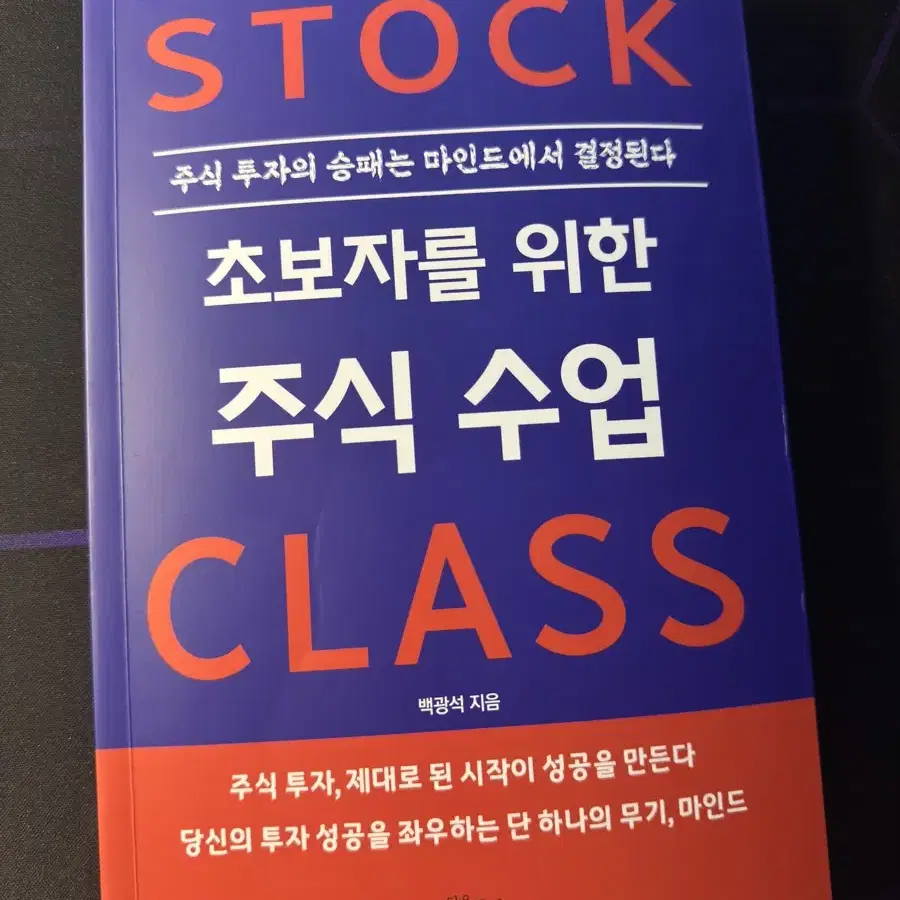 STOCK
주식 투자의 승패는 마인드에서 결정된다
초보자를 위한
주식 수업
CLASS
백광석 지음
주식 투자, 제대로 된 시작이 성공을 만든다
당신의 투자 성공을 좌우하는 단 하나의 무기, 마인드